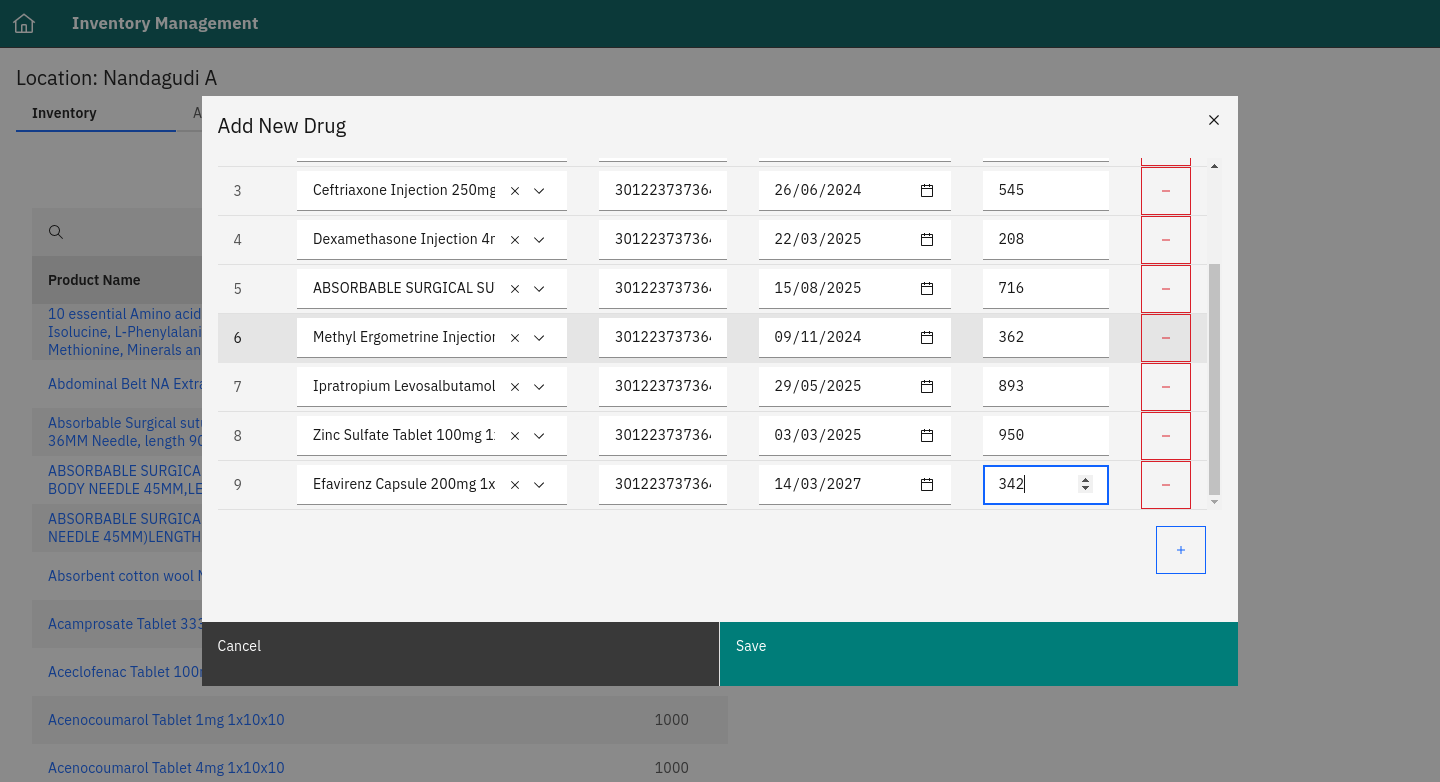 Inventory Management
Location: Nandagudi A
Inventory
Add New Drug
3 Ceftriaxone Injection 250mg 30122373736 26/06/2024 545
4 Dexamethasone Injection 30122373736 22/03/2025 208
5 ABSORBABLE SURGICAL SU 30122373736 15/08/2025 716
6 Methyl Ergometrine Injection 30122373736 09/11/2024 362
7 Ipratropium Levosalbutamol 30122373736 29/05/2025 893
8 Zinc Sulfate Tablet 100mg 30122373736 03/03/2025 950
9 Efavirenz Capsule 200mg 1x 30122373736 14/03/2027 342
+
Cancel
Save
Product Name
10 essential Amino acid
Isolucine, L-Phenylalani
Methionine, Minerals an
Abdominal Belt NA Extra
Absorbable Surgical sut
36MM Needle, length 90
ABSORBABLE SURGICA
BODY NEEDLE 45MM,LE
ABSORBABLE SURGICA
NEEDLE 45MM)LENGTH
Absorbent cotton wool
Acamprosate Tablet 333
Aceclofenac Tablet 100
Acenocoumarol Tablet 1mg 1x10x10 1000
Acenocoumarol Tablet 4mg 1x10x10 1000